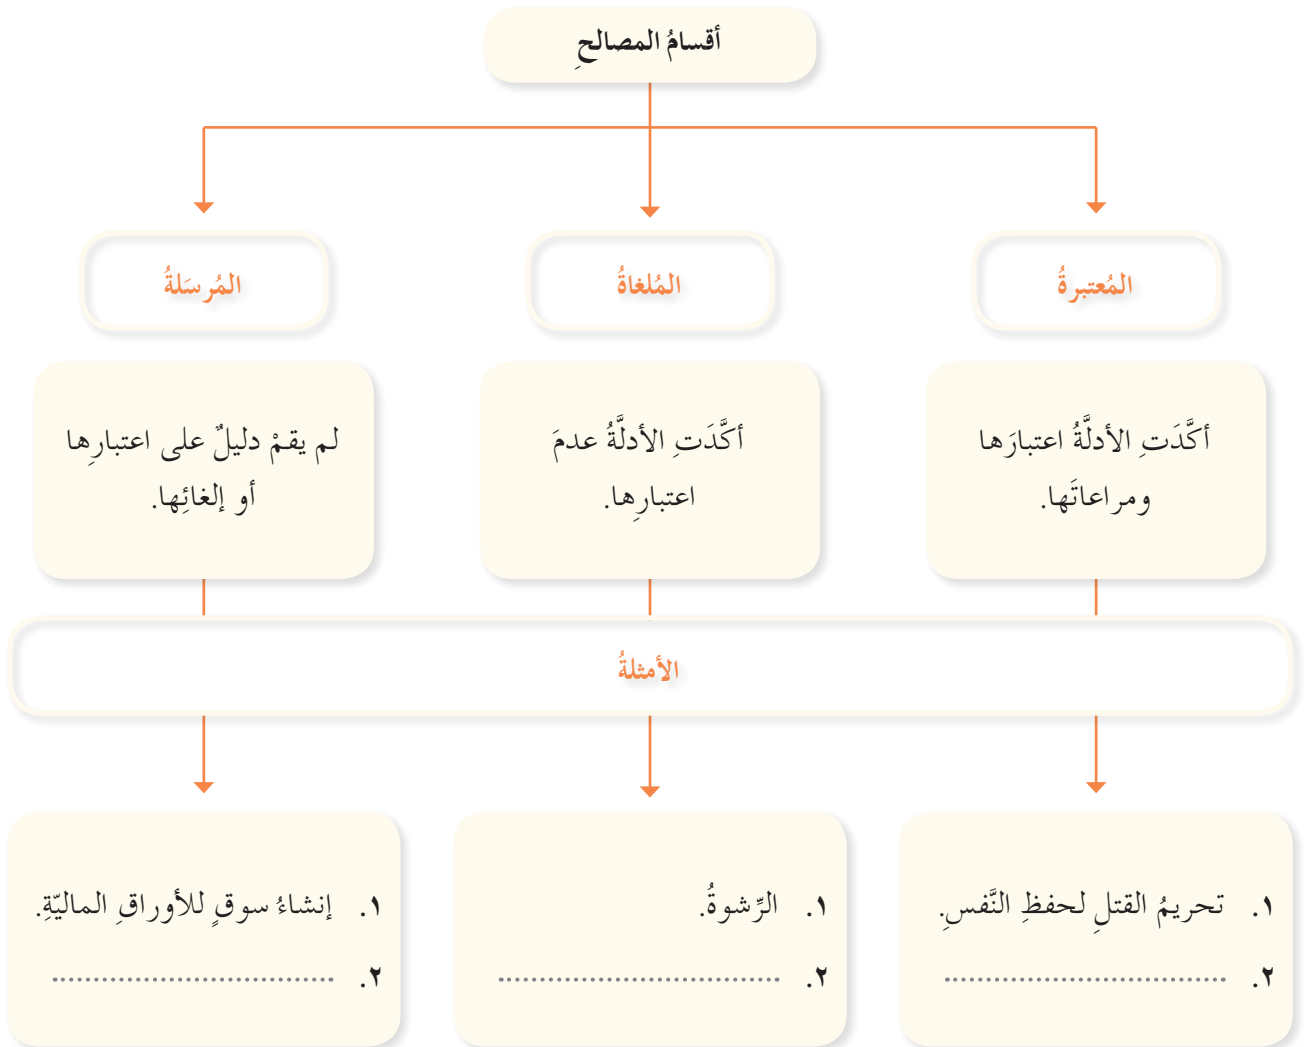 أقسامُ المصالحِ
المُعتبرةُ
المُلغاةُ
المُرسَلةُ
أكَّدَتِ الأدلَّةُ اعتبارَها
ومراعاتَها.
أكَّدَتِ الأدلَّةُ عدمَ
اعتبارِها.
لم يقمْ دليلٌ على اعتبارِها
أو إلغائِها.
الأمثلةُ
١. تحريمُ القتلِ لحفظِ النَّفسِ.
٢. ..................................
١. الرِّشوةُ.
٢. ..................................
١. إنشاءُ سوقٍ للأوراقِ الماليّةِ.
٢. ..................................